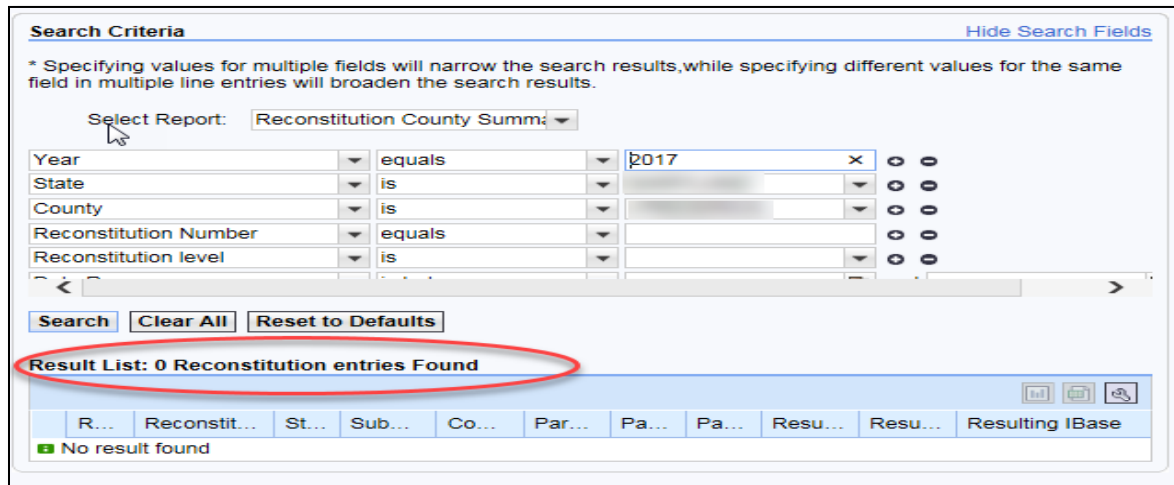 Search Criteria Hide Search Fields
* Specifying values for multiple fields will narrow the search results,while specifying different values for the same
field in multiple line entries will broaden the search results.
Select Report: Reconstitution County Summa
Year equals 2017
State is
County is
Reconstitution Number equals
Reconstitution level is
Search Clear All Reset to Defaults
Result List: 0 Reconstitution entries Found
R... Reconstit... St... Sub... Co... Par... Pa... Pa... Resu... Resu... Resulting IBase
No result found